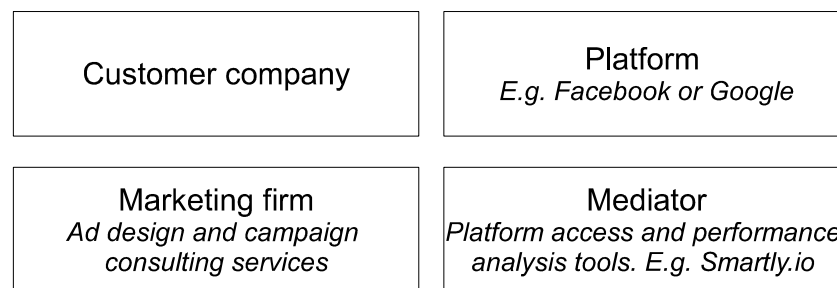 Customer company
Platform
E.g. Facebook or Google
Marketing firm
Ad design and campaign
consulting services
Mediator
Platform access and performance
analysis tools. E.g. Smartly.io